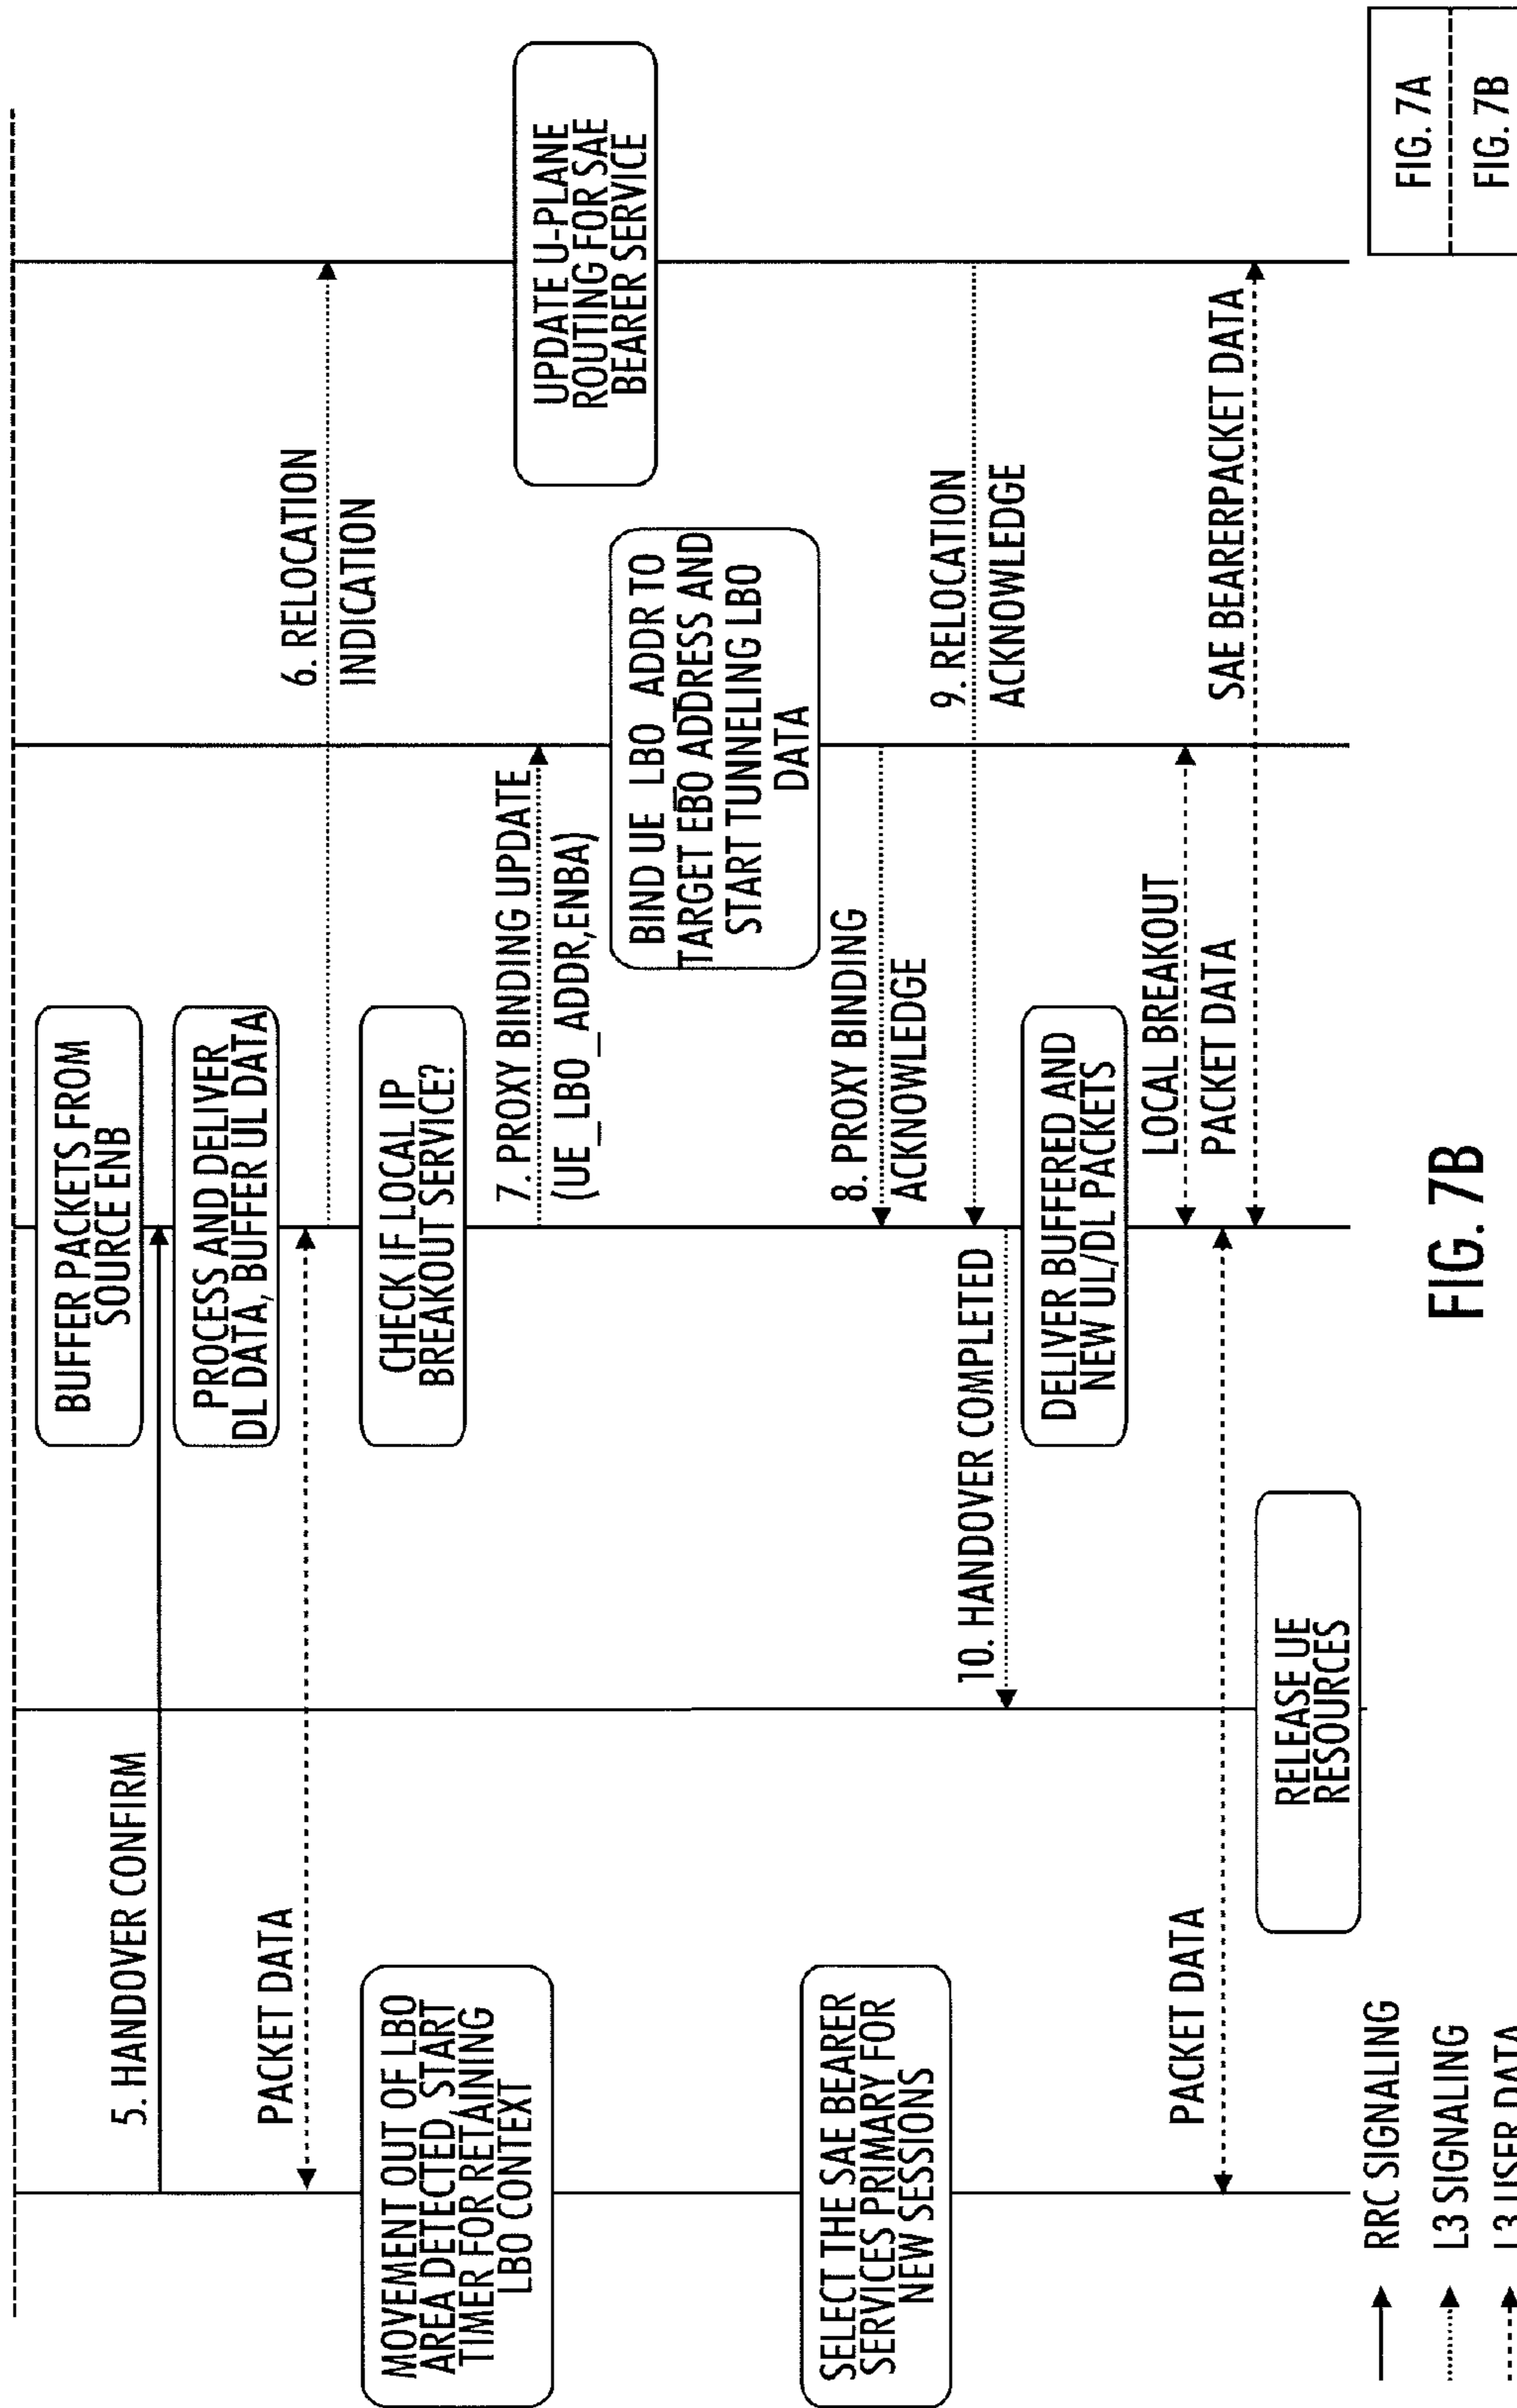 5. HANDOVER CONFIRM
BUFFER PACKETS FROM
SOURCE ENB
PROCESS AND DELIVER
DL DATA, BUFFER UL DATA
PACKET DATA
6. RELOCATION
INDICATION
MOVEMENT OUT OF LBO
AREA DETECTED, START
TIMER FOR RETAINING
LBO CONTEXT
CHECK IF LOCAL IP
BREAKOUT SERVICE?
7. PROXY BINDING UPDATE
(UE_LBO_ADDR,ENBA)
UPDATE U-PLANE
ROUTING FOR SAE
BEARER SERVICE
BIND UE_LBO_ADDR TO
TARGET EBO ADDRESS AND
START TUNNELING LBO
DATA
SELECT THE SAE BEARER
SERVICES PRIMARY FOR
NEW SESSIONS
8. PROXY BINDING
ACKNOWLEDGE
9. RELOCATION
ACKNOWLEDGE
10. HANDOVER COMPLETED
DELIVER BUFFERED AND
NEW UL/DL PACKETS
LOCAL BREAKOUT
PACKET DATA
PACKET DATA
SAE BEARERPACKET DATA
RELEASE UE
RESOURCES
RRC SIGNALING
L3 SIGNALING
L3 USER DATA
FIG. 7B
FIG. 7A
FIG. 7B